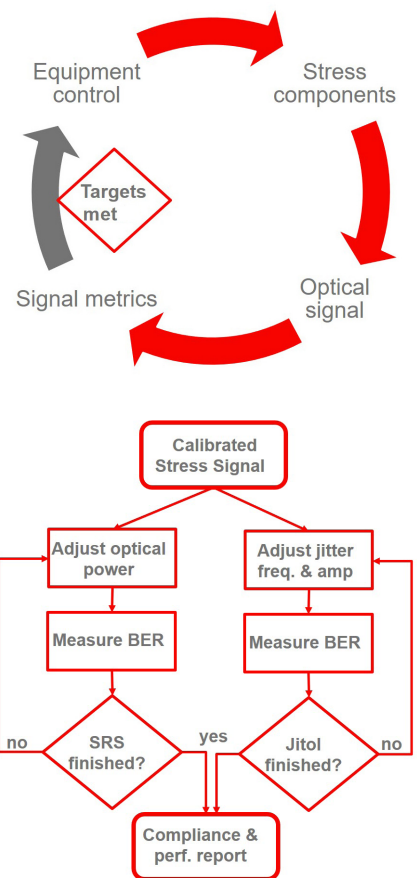 Equipment
control
Stress
components
Targets
met
Signal metrics
Optical
signal
Calibrated
Stress Signal
Adjust optical
power
Adjust jitter
freq. & amp
Measure BER
Measure BER
no
SRS
finished?
yes
Jitol
finished?
no
Compliance &
perf. report